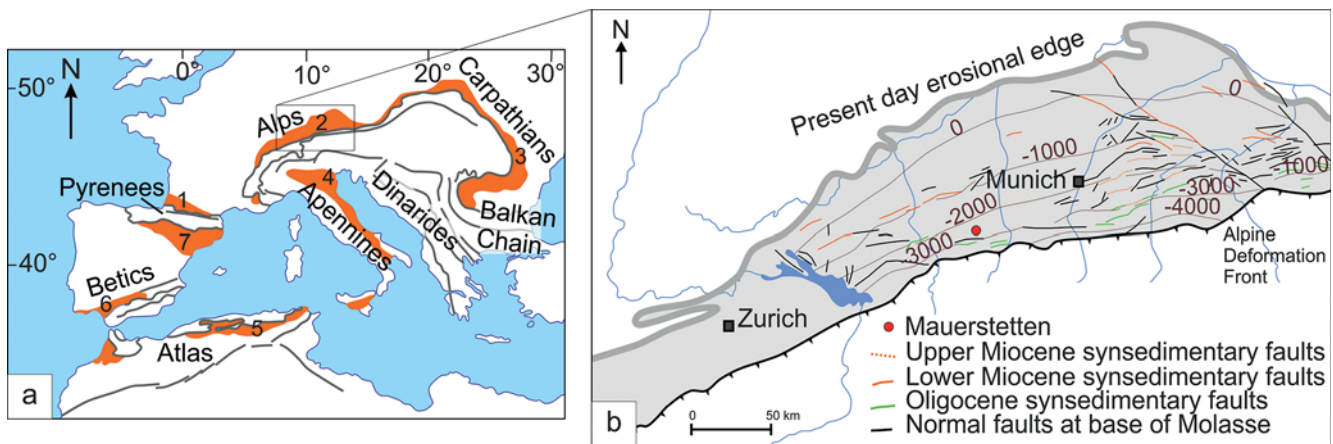 N
0°
10°
20°
30°
50°
40°
Alps
2
Carpathians
3
Pyrenees
1
7
4
Apennines
Dinarides
Balkan
Chain
Betics
6
5
Atlas
a
N
Present day erosional edge
0
0
-1000
-1000
Munich
-2000
-3000
-3000
-4000
Alpine
Deformation
Front
Zurich
Mauerstetten
Upper Miocene synsedimentary faults
Lower Miocene synsedimentary faults
Oligocene synsedimentary faults
Normal faults at base of Molasse
0 50 km
b